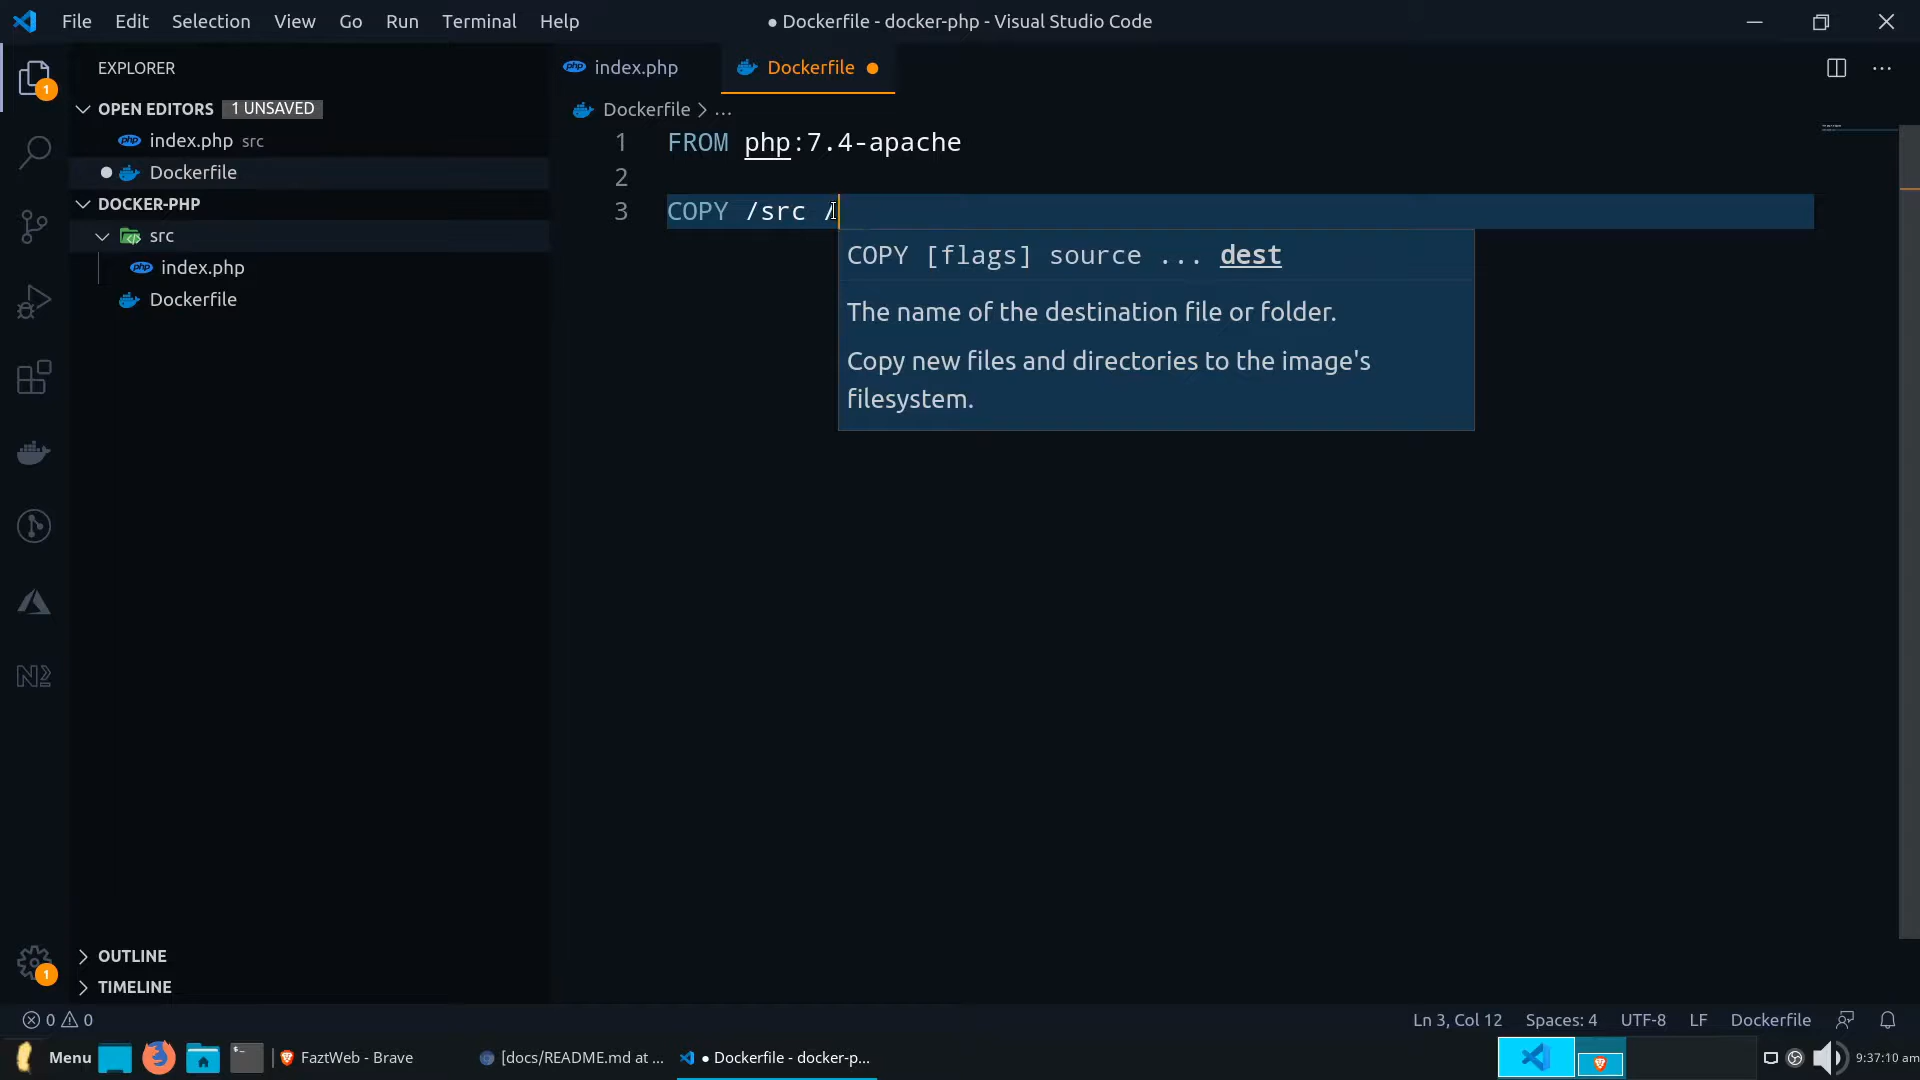 File Edit Selection View Go Run Terminal Help
● Dockerfile - docker-php - Visual Studio Code
EXPLORER
1
OPEN EDITORS 1 UNSAVED
index.php src
Dockerfile
DOCKER-PHP
src
index.php
Dockerfile
OUTLINE
TIMELINE
1
index.php
Dockerfile
Dockerfile > ...
1 FROM php:7.4-apache
2
3 COPY /src /
COPY [flags] source ... dest
The name of the destination file or folder.
Copy new files and directories to the image's
filesystem.
0 0
Ln 3, Col 12 Spaces: 4 UTF-8 LF Dockerfile
Menu
FaztWeb - Brave
[docs/README.md at ...
● Dockerfile - docker-p...
9:37:10 am